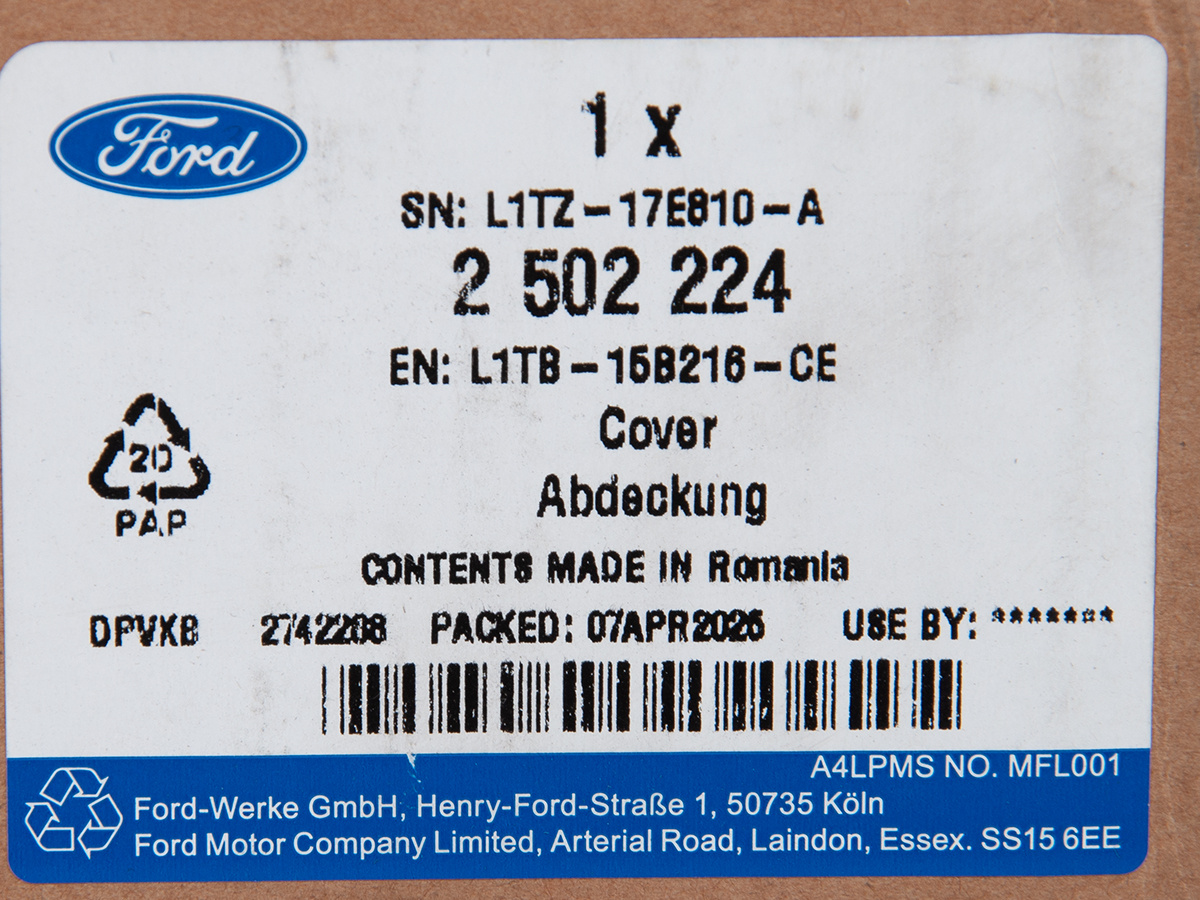 Ford
1 x
SN: L1TZ-17E810-A
2 502 224
EN: L1TB-15B216-CE
Cover
Abdeckung
20
PAP
CONTENTS MADE IN Romania
DPVXB 2742208 PACKED: 07APR2025 USE BY: *******
A4LPMS NO. MFL001
Ford-Werke GmbH, Henry-Ford-Straße 1, 50735 Köln
Ford Motor Company Limited, Arterial Road, Laindon, Essex. SS15 6EE